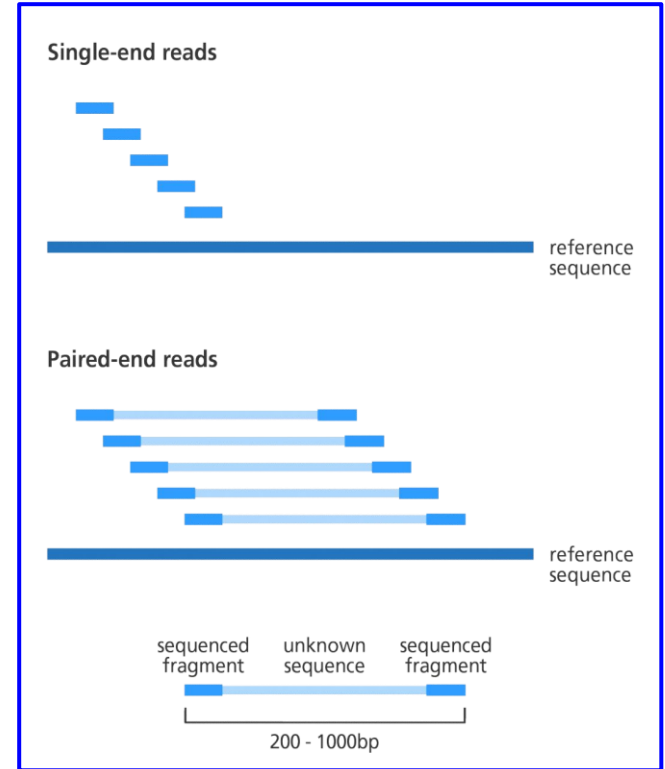 Single-end reads
reference
sequence
Paired-end reads
reference
sequence
sequenced
fragment
unknown
sequence
sequenced
fragment
200 - 1000bp